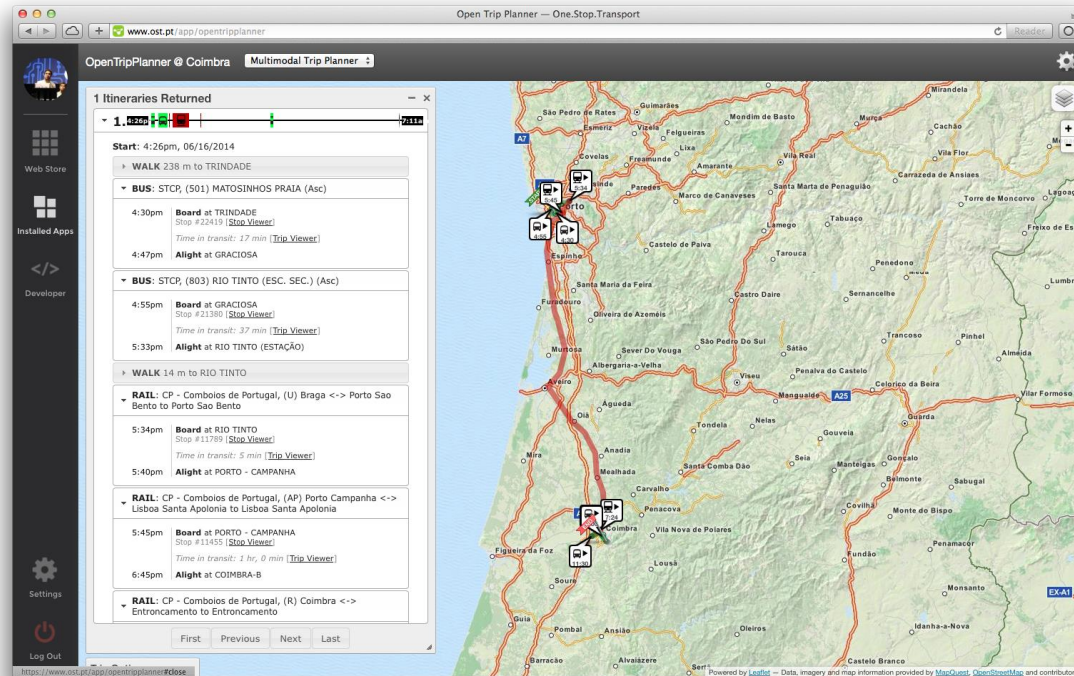 Open Trip Planner — One.Stop.Transport
www.ost.pt/app/opentripplanner
Reader
OpenTripPlanner @ Coimbra
Multimodal Trip Planner
Web Store
Installed Apps
</>
Developer
Settings
Log Out
1 Itineraries Returned
1.
4:26p
7:11a
Start: 4:26pm, 06/16/2014
WALK 238 m to TRINDADE
BUS: STCP, (501) MATOSINHOS PRAIA (Asc)
4:30pm Board at TRINDADE
Stop #22419 [Stop Viewer]
Time in transit: 17 min [Trip Viewer]
4:47pm Alight at GRACIOSA
BUS: STCP, (803) RIO TINTO (ESC. SEC.) (Asc)
4:55pm Board at GRACIOSA
Stop #21380 [Stop Viewer]
Time in transit: 37 min [Trip Viewer]
5:33pm Alight at RIO TINTO (ESTAÇÃO)
WALK 14 m to RIO TINTO
RAIL: CP - Comboios de Portugal, (U) Braga <-> Porto Sao
Bento to Porto Sao Bento
5:34pm Board at RIO TINTO
Stop #11789 [Stop Viewer]
Time in transit: 5 min [Trip Viewer]
5:40pm Alight at PORTO - CAMPANHA
RAIL: CP - Comboios de Portugal, (AP) Porto Campanha <->
Lisboa Santa Apolonia to Lisboa Santa Apolonia
5:45pm Board at PORTO - CAMPANHA
Stop #11455 [Stop Viewer]
Time in transit: 1 hr, 0 min [Trip Viewer]
6:45pm Alight at COIMBRA-B
RAIL: CP - Comboios de Portugal, (R) Coimbra <->
Entroncamento to Entroncamento
First Previous Next Last
https://www.ost.pt/app/opentripplanner#close
Mirandela
São Pedro de Rates
Guimarães
Mondim de Basto
Murça
Cachão
A7
Esmeriz
Vizela
Felgueiras
Lixa
Vila Real
Vila Flor
Covelas
Freamunde
Amarante
Carrazeda de Ansiaes
5:34
5:45
Paredes
Marco de Canaveses
Santa Marta de Penaguião
Torre de Moncorvo
4:55
4:30
Lamego
Tabuaço
Espinho
Castelo de Paiva
Tarouca
Penedono
Santa Maria da Feira
Castro Daire
Sernancelhe
Furadouro
Oliveira de Azeméis
Trancoso
Pinhel
Murtosa
Sever Do Vouga
São Pedro Do Sul
Sátão
Almeida
Albergaria-a-Velha
Viseu
Penalva do Castelo
Aveiro
Mangualde
A25
Celorico da Beira
Vilar Formoso
Oiã
Águeda
Guarda
Tondela
Nelas
Gouveia
Mira
Anadia
Seia
Manteigas
Gonçalo
Mealhada
Santa Comba Dão
Belmonte
Sabugal
Carvalho
Penacova
Covilhã
Monte do Bispo
7:24
Coimbra
Vila Nova de Poiares
Penamacor
Figueira da Foz
11:30
Lousã
Fundão
Soure
Monsanto
EX-A1
Guia
Pombal
Ansião
Oleiros
Idanha-a-Nova
Barracão
Alvaiázere
Castelo Branco
Powered by Leaflet — Data, imagery and map information provided by MapQuest, OpenStreetMap and contributor